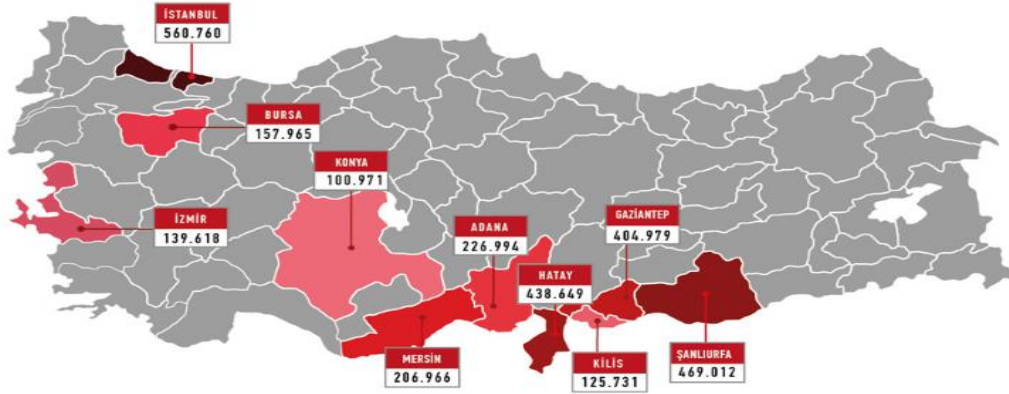 İSTANBUL
560.760
BURSA
157.965
KONYA
100.971
İZMİR
139.618
ADANA
226.994
GAZİANTEP
404.979
HATAY
438.649
MERSİN
206.966
KİLİS
125.731
ŞANLIURFA
469.012